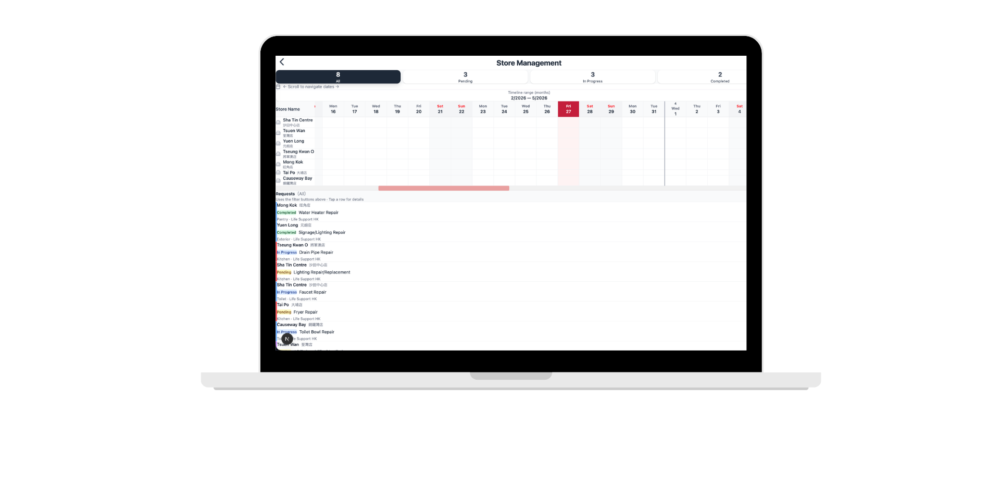 Store Management
8
All
3
Pending
3
In Progress
2
Completed
← Scroll to navigate dates →
Timeline range (months)
2/2026 — 5/2026
Store Name
Mon 16
Tue 17
Wed 18
Thu 19
Fri 20
Sat 21
Sun 22
Mon 23
Tue 24
Wed 25
Thu 26
Fri 27
Sat 28
Sun 29
Mon 30
Tue 31
4 Wed 1
Thu 2
Fri 3
Sat 4
Sha Tin Centre
沙田中心店
Tsuen Wan
荃灣店
Yuen Long
元朗店
Tseung Kwan O
將軍澳店
Mong Kok
旺角店
Tai Po 大埔店
Causeway Bay
銅鑼灣店
Requests (All)
Uses the filter buttons above · Tap a row for details
Mong Kok 旺角店
Completed Water Heater Repair
Pantry · Life Support HK
Yuen Long 元朗店
Completed Signage/Lighting Repair
Exterior · Life Support HK
Tseung Kwan O 將軍澳店
In Progress Drain Pipe Repair
Kitchen · Life Support HK
Sha Tin Centre 沙田中心店
Pending Lighting Repair/Replacement
Kitchen · Life Support HK
Sha Tin Centre 沙田中心店
In Progress Faucet Repair
Toilet · Life Support HK
Tai Po 大埔店
Pending Fryer Repair
Kitchen · Life Support HK
Causeway Bay 銅鑼灣店
In Progress Toilet Bowl Repair
Support HK
N
Tsuen Wan 荃灣店